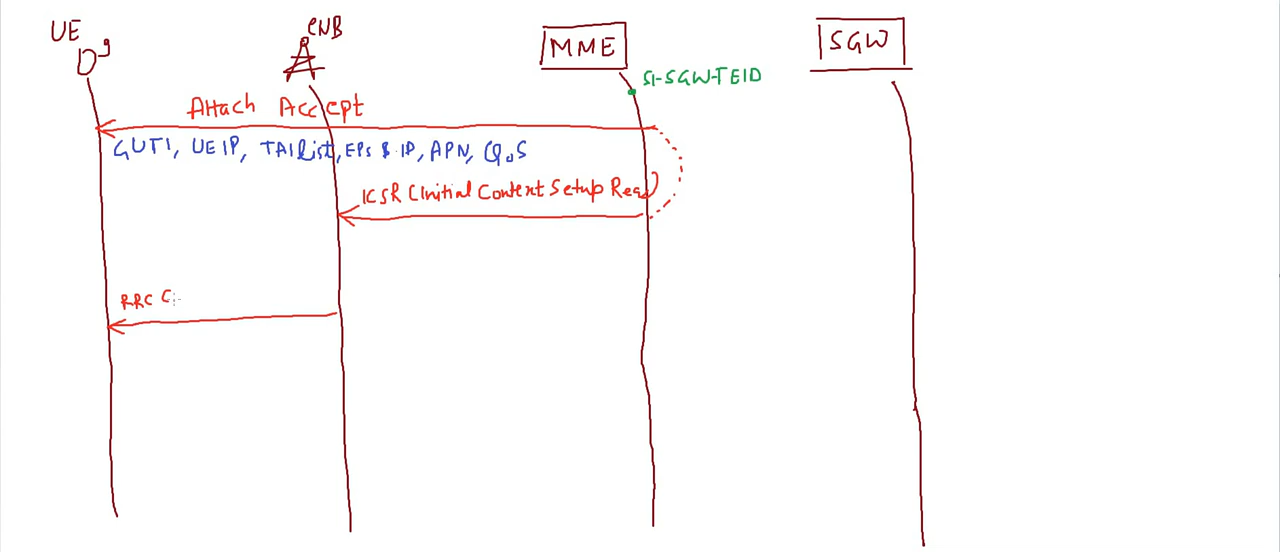 UE
eNB
MME
SGW
S1-SGW-TEID
Attach Accept
GUTI, UE IP, TAI list, EPS B. ID, APN, QoS
ICSR (Initial Context Setup Req)
RRC C